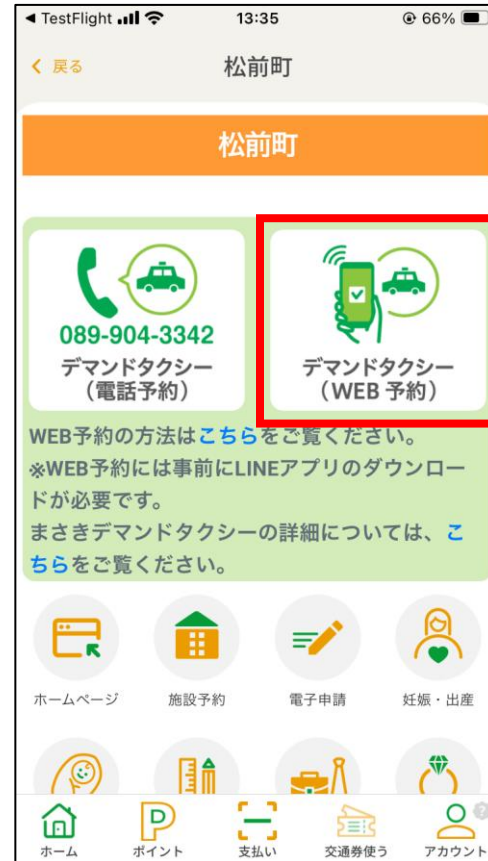 ◀ TestFlight 13:35 66%
戻る 松前町
松前町
089-904-3342
デマンドタクシー
（電話予約）
デマンドタクシー
（WEB 予約）
WEB予約の方法はこちらをご覧ください。
※WEB予約には事前にLINEアプリのダウンロー
ドが必要です。
まさきデマンドタクシーの詳細については、こ
ちらをご覧ください。
ホームページ 施設予約 電子申請 妊娠・出産
ホーム ポイント 支払い 交通券使う アカウント